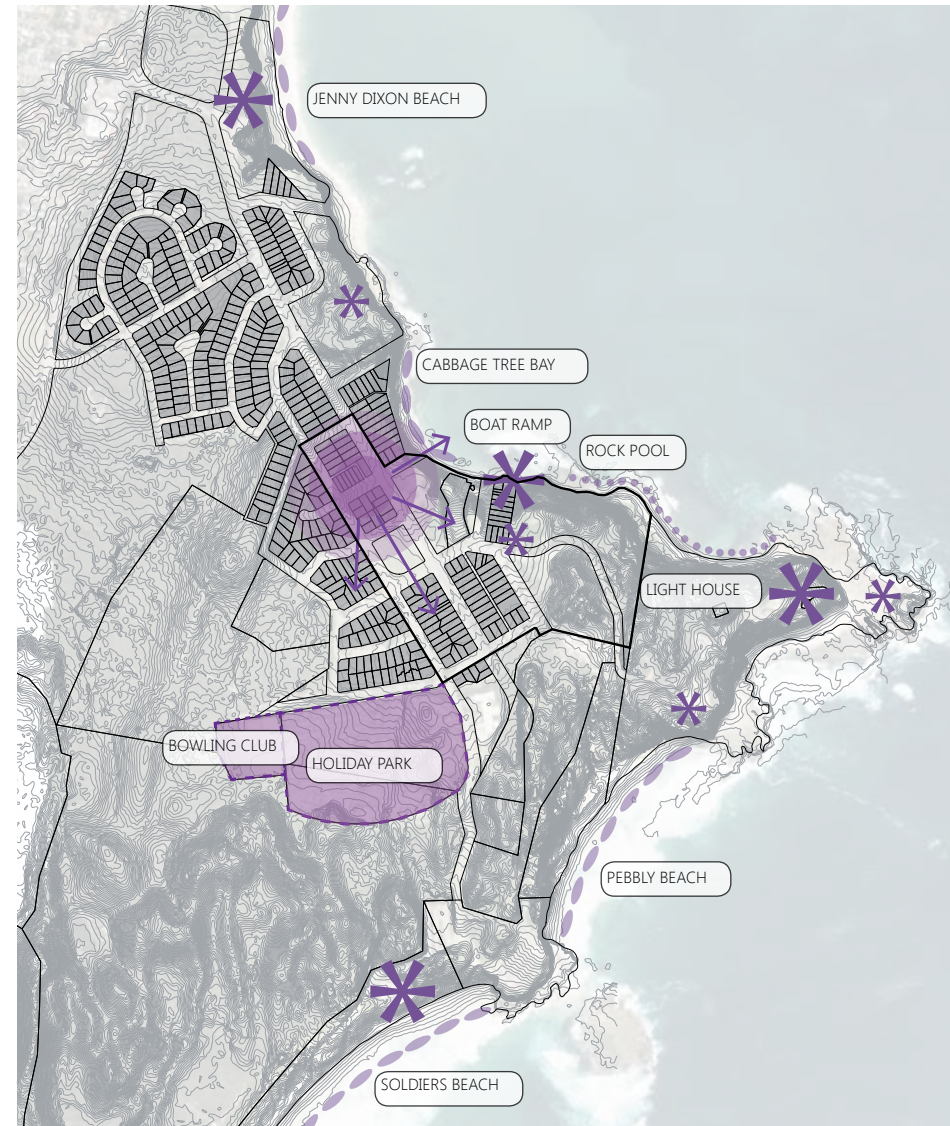 JENNY DIXON BEACH
CABBAGE TREE BAY
BOAT RAMP
ROCK POOL
LIGHT HOUSE
BOWLING CLUB
HOLIDAY PARK
PEBBLY BEACH
SOLDIERS BEACH